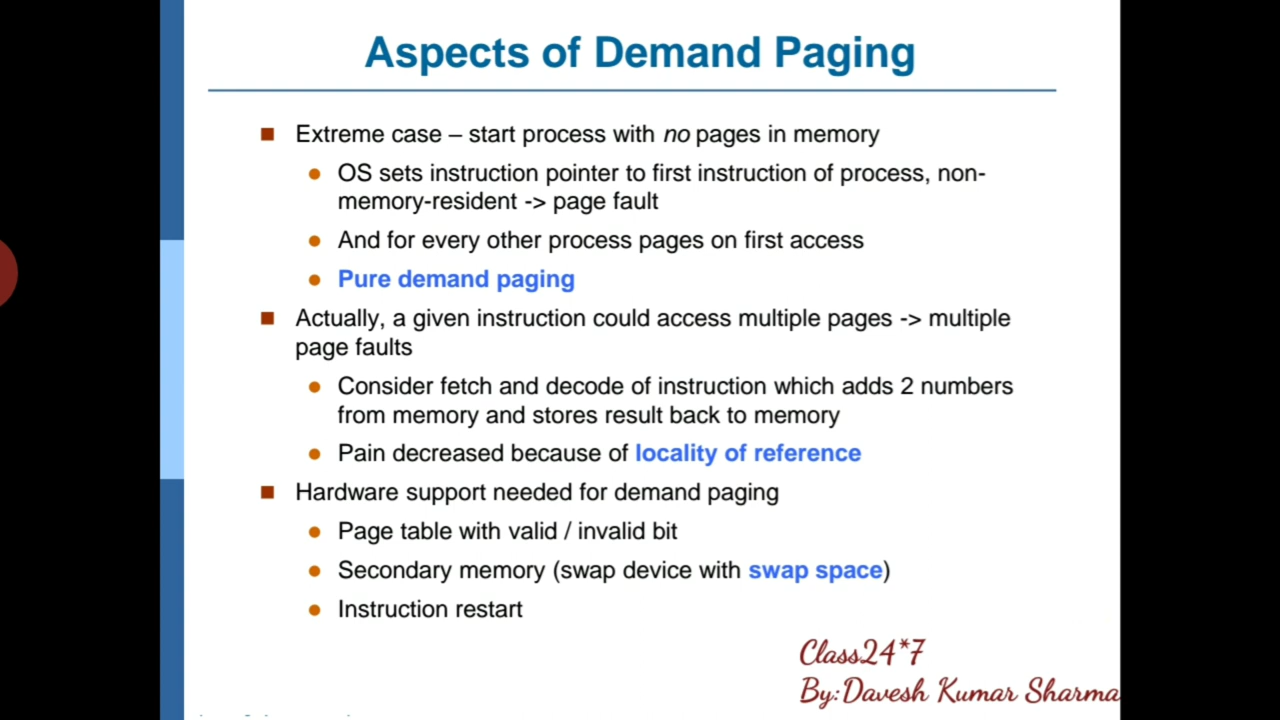 Aspects of Demand Paging
Extreme case – start process with no pages in memory
OS sets instruction pointer to first instruction of process, non-
memory-resident -> page fault
And for every other process pages on first access
Pure demand paging
Actually, a given instruction could access multiple pages -> multiple
page faults
Consider fetch and decode of instruction which adds 2 numbers
from memory and stores result back to memory
Pain decreased because of locality of reference
Hardware support needed for demand paging
Page table with valid / invalid bit
Secondary memory (swap device with swap space)
Instruction restart
Class24*7
By:Davesh Kumar Sharma